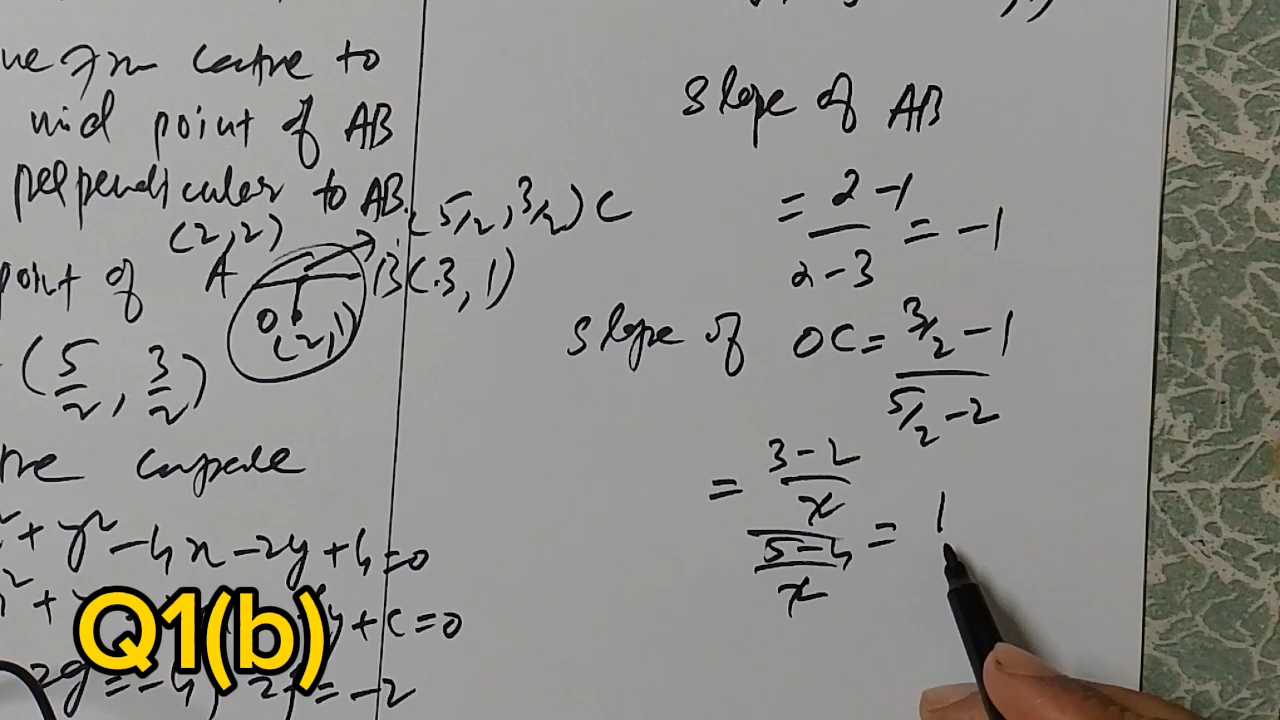 line from centre to
mid point of AB
perpendicular to AB.
(2,2)
(5/2, 3/2) C
point of A B(3, 1)
O
(2,1)
(5/2, 3/2)
the
x² + y² - 4x - 2y + 4 = 0
y + c = 0
2g = -4, 2f = -2
Q1(b)
Slope of AB
= 2 - 1 / 2 - 3 = -1
Slope of OC = 3/2 - 1 / 5/2 - 2
= 3 - 2 / 2 / 5 - 4 / 2 = 1